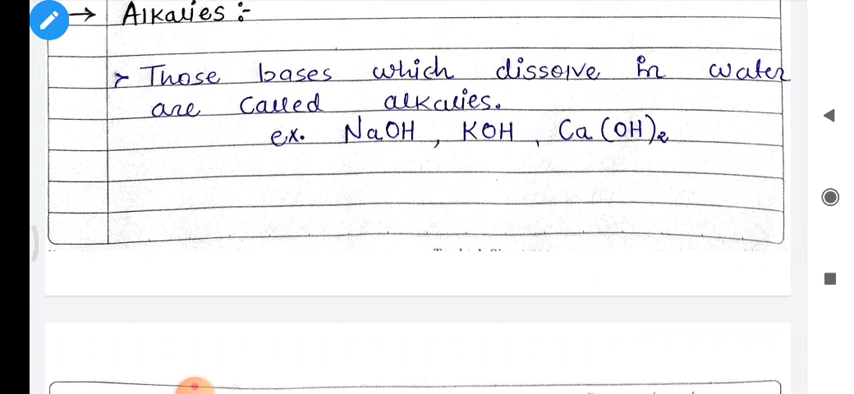 → Alkalies :-
➢ Those bases which dissolve in water
are called alkalies.
ex. NaOH, KOH, Ca(OH)₂